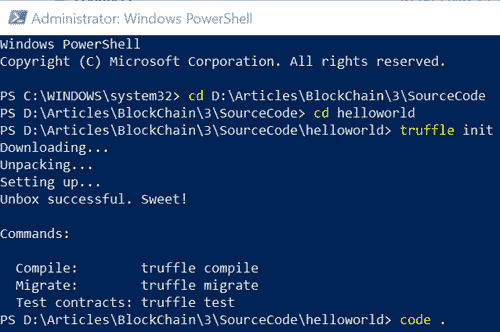 Administrator: Windows PowerShell
Windows PowerShell
Copyright (C) Microsoft Corporation. All rights reserved.
PS C:\WINDOWS\system32> cd D:\Articles\BlockChain\3\SourceCode
PS D:\Articles\BlockChain\3\SourceCode> cd helloworld
PS D:\Articles\BlockChain\3\SourceCode\helloworld> truffle init
Downloading...
Unpacking...
Setting up...
Unbox successful. Sweet!
Commands:
Compile: truffle compile
Migrate: truffle migrate
Test contracts: truffle test
PS D:\Articles\BlockChain\3\SourceCode\helloworld> code .